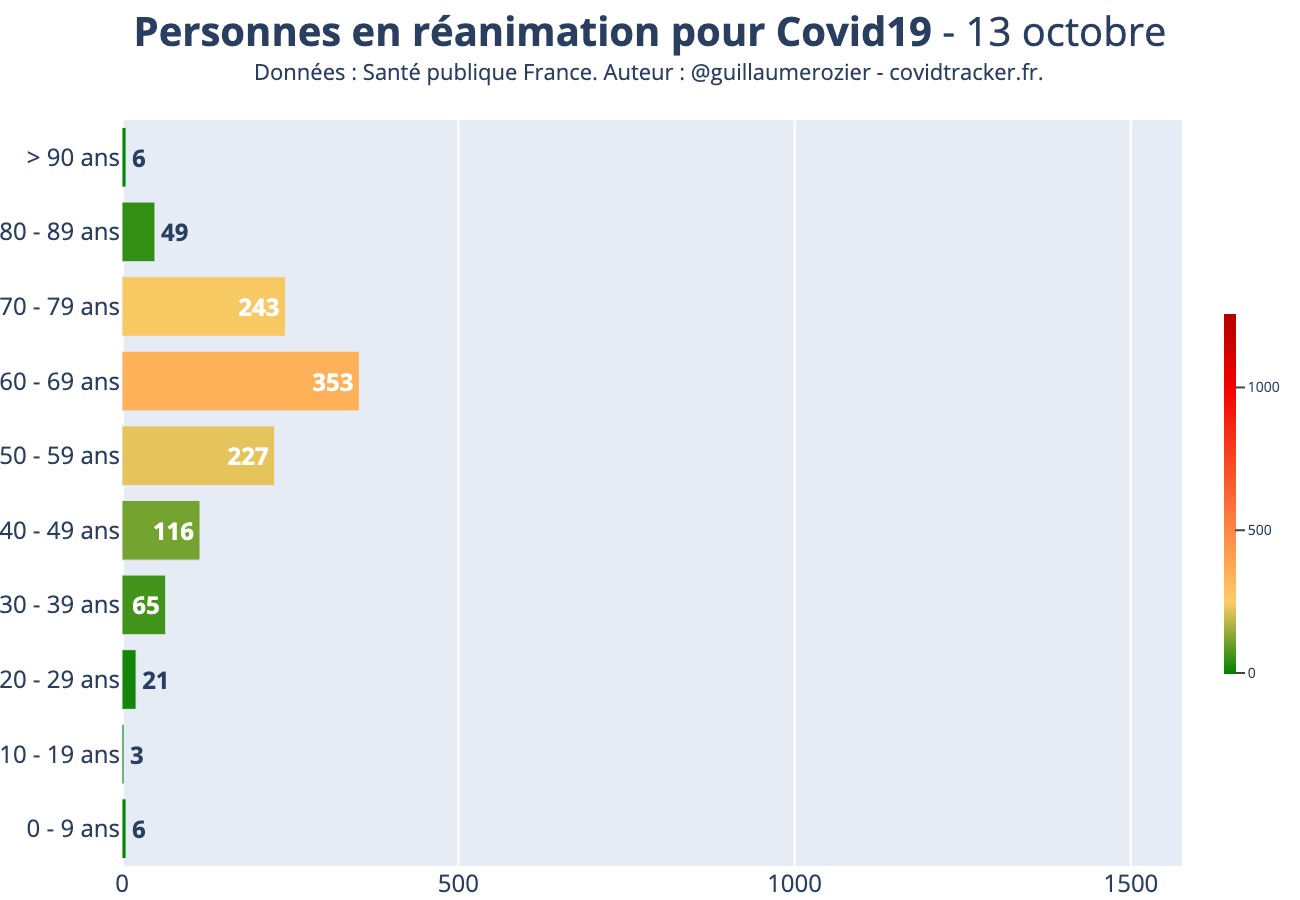 Personnes en réanimation pour Covid19 - 13 octobre
Données : Santé publique France. Auteur : @guillaumerozier - covidtracker.fr.
> 90 ans 6
80 - 89 ans 49
70 - 79 ans 243
60 - 69 ans 353
50 - 59 ans 227
40 - 49 ans 116
30 - 39 ans 65
20 - 29 ans 21
10 - 19 ans 3
0 - 9 ans 6
0 500 1000 1500
1000
500
0